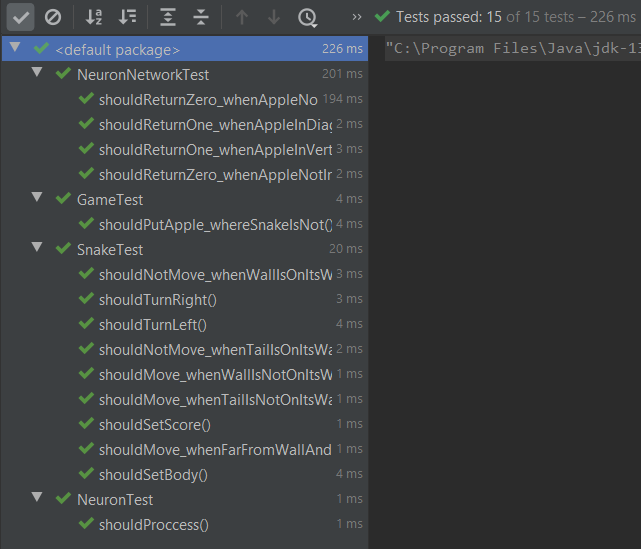 Tests passed: 15 of 15 tests – 226 ms
<default package> 226 ms
"C:\Program Files\Java\jdk-13
NeuronNetworkTest 201 ms
shouldReturnZero_whenAppleNo 194 ms
shouldReturnOne_whenAppleInDiag 2 ms
shouldReturnOne_whenAppleInVert 3 ms
shouldReturnZero_whenAppleNotIn 2 ms
GameTest 4 ms
shouldPutApple_whereSnakeIsNot() 4 ms
SnakeTest 20 ms
shouldNotMove_whenWallIsOnItsW 3 ms
shouldTurnRight() 3 ms
shouldTurnLeft() 4 ms
shouldNotMove_whenTailIsOnItsWa 2 ms
shouldMove_whenWallIsNotOnItsW 1 ms
shouldMove_whenTailIsNotOnItsWa 1 ms
shouldSetScore() 1 ms
shouldMove_whenFarFromWallAnd 1 ms
shouldSetBody() 4 ms
NeuronTest 1 ms
shouldProccess() 1 ms